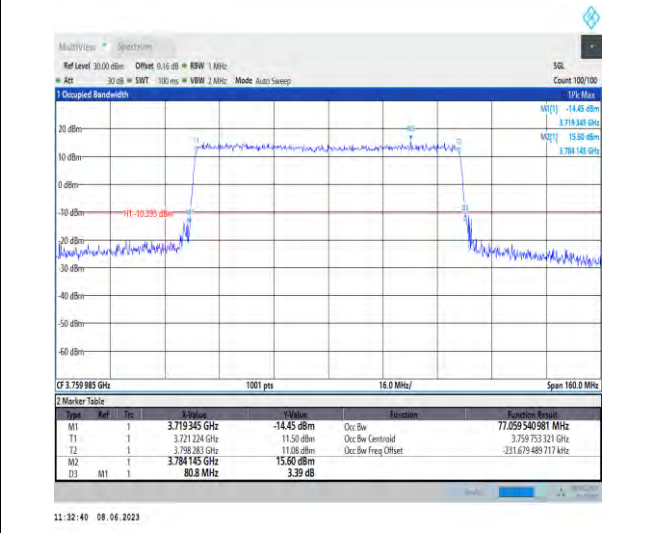 MultiView Spectrum
Ref Level 30.00 dBm Offset 9.16 dB RBW 1 MHz SGL
Att 30 dB SWT 100 ms VBW 2 MHz Mode Auto Sweep Count 100/100
1 Occupied Bandwidth 1Pk Max
M1[1] -14.45 dBm
3.719 345 GHz
20 dBm M2[1] 15.60 dBm
3.784 145 GHz
10 dBm
0 dBm
-10 dBm H1 -10.395 dBm
-20 dBm
-30 dBm
-40 dBm
-50 dBm
-60 dBm
CF 3.759 985 GHz 1001 pts 16.0 MHz/ Span 160.0 MHz
2 Marker Table
Type Ref Trc X-Value Y-Value Function Function Result
M1 1 3.719 345 GHz -14.45 dBm Occ Bw 77.059 540 981 MHz
T1 1 3.721 224 GHz 11.50 dBm Occ Bw Centroid 3.759 753 321 GHz
T2 1 3.798 283 GHz 11.08 dBm Occ Bw Freq Offset -231.679 489 717 kHz
M2 1 3.784 145 GHz 15.60 dBm
D3 M1 1 80.8 MHz 3.39 dB
11:32:40 08.06.2023